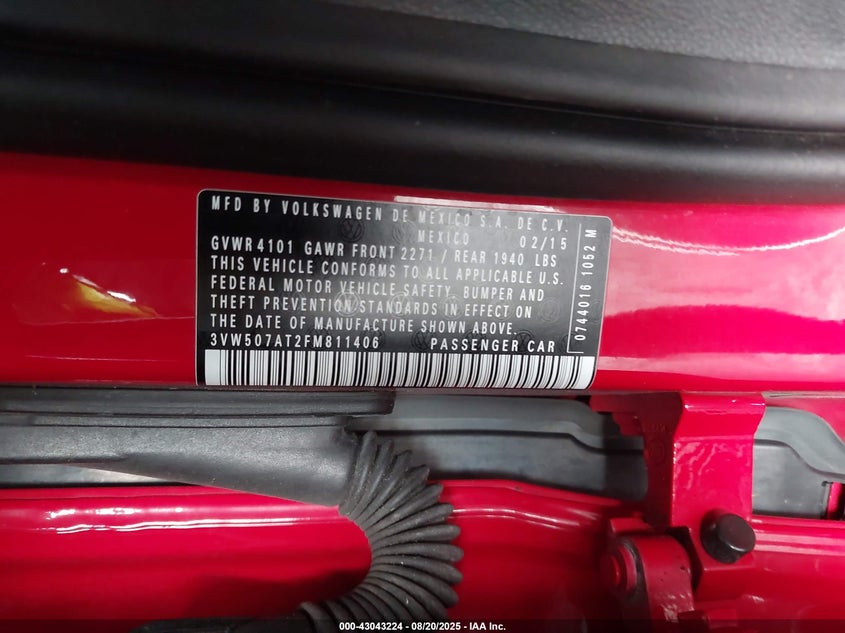 MFD BY VOLKSWAGEN DE MEXICO S.A. DE C.V.
MEXICO 02/15
GVWR 4101 GAWR FRONT 2271 / REAR 1940 LBS
THIS VEHICLE CONFORMS TO ALL APPLICABLE U.S.
FEDERAL MOTOR VEHICLE SAFETY, BUMPER AND
THEFT PREVENTION STANDARDS IN EFFECT ON
THE DATE OF MANUFACTURE SHOWN ABOVE.
3VW507AT2FM811406 PASSENGER CAR
0744016 1052 M
000-43043224 - 08/20/2025 - IAA Inc.